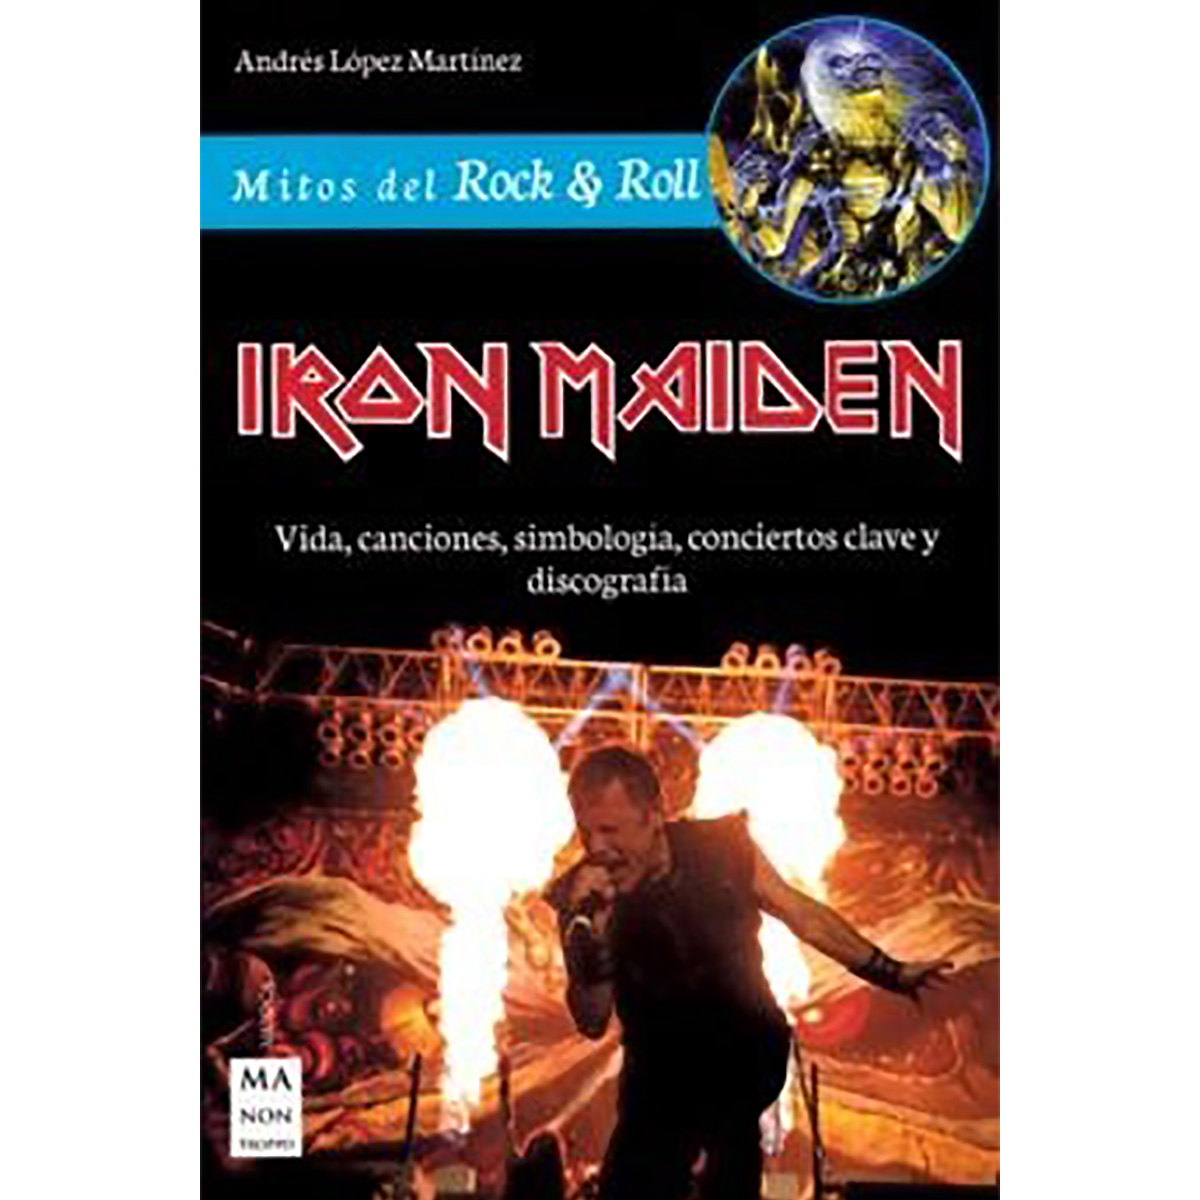 Andrés López Martínez
Mitos del Rock & Roll
IRON MAIDEN
Vida, canciones, simbología, conciertos clave y
discografía
MA
NON
TROPPO